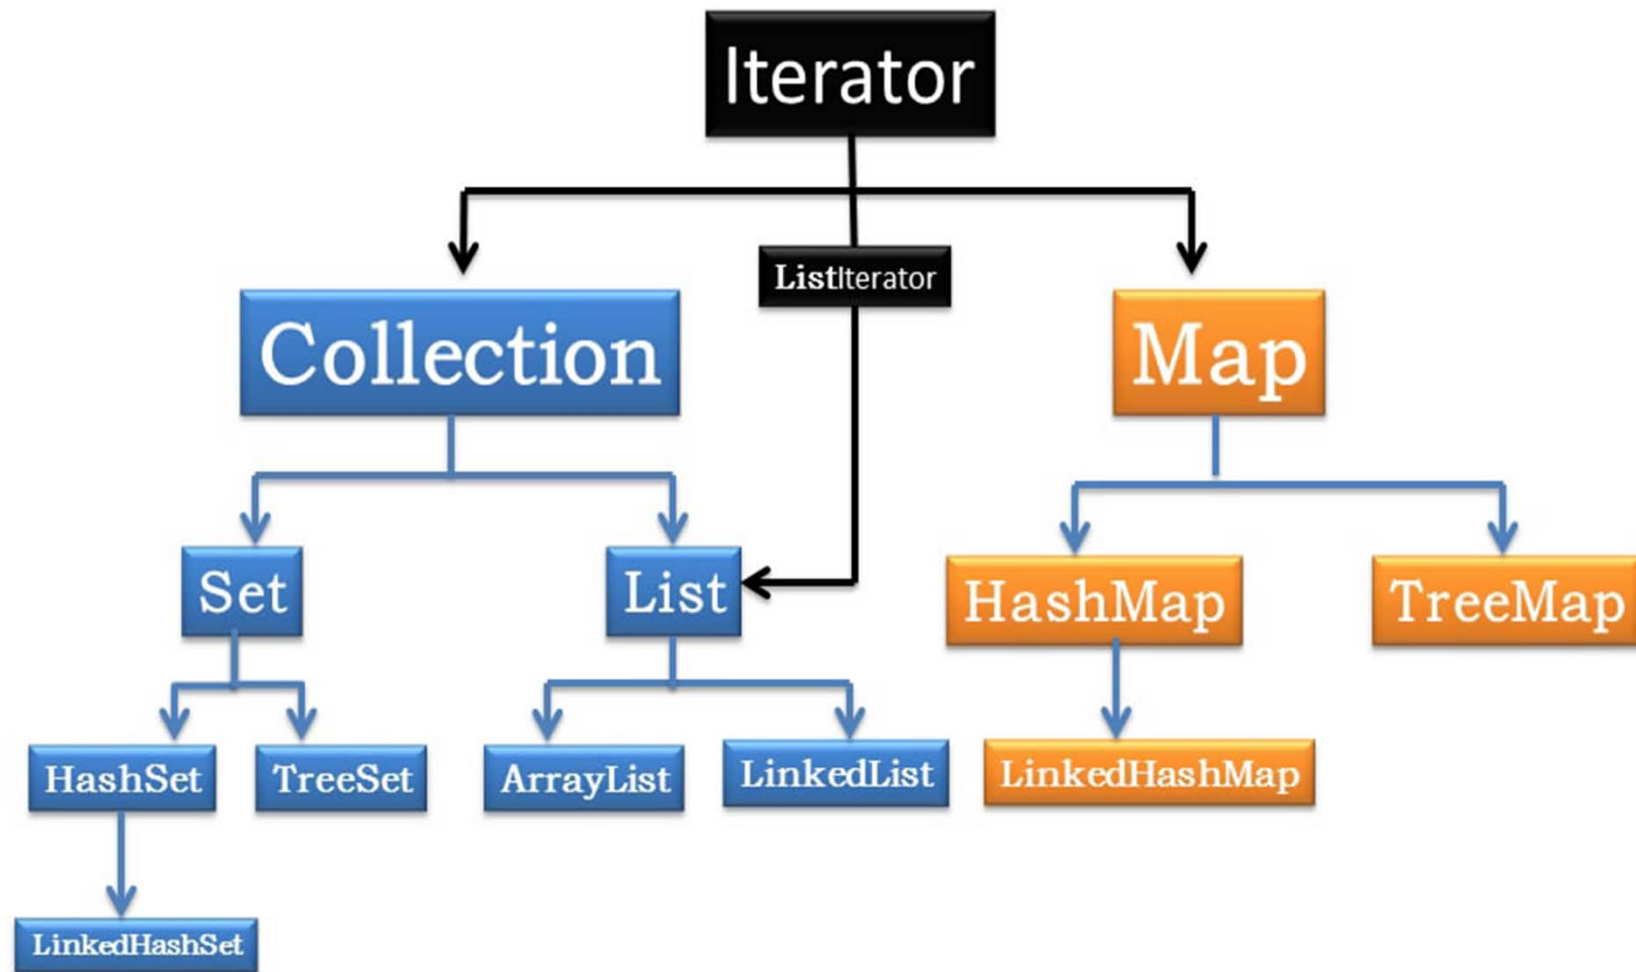 Iterator
ListIterator
Collection
Map
Set
List
HashMap
TreeMap
HashSet
TreeSet
ArrayList
LinkedList
LinkedHashMap
LinkedHashSet